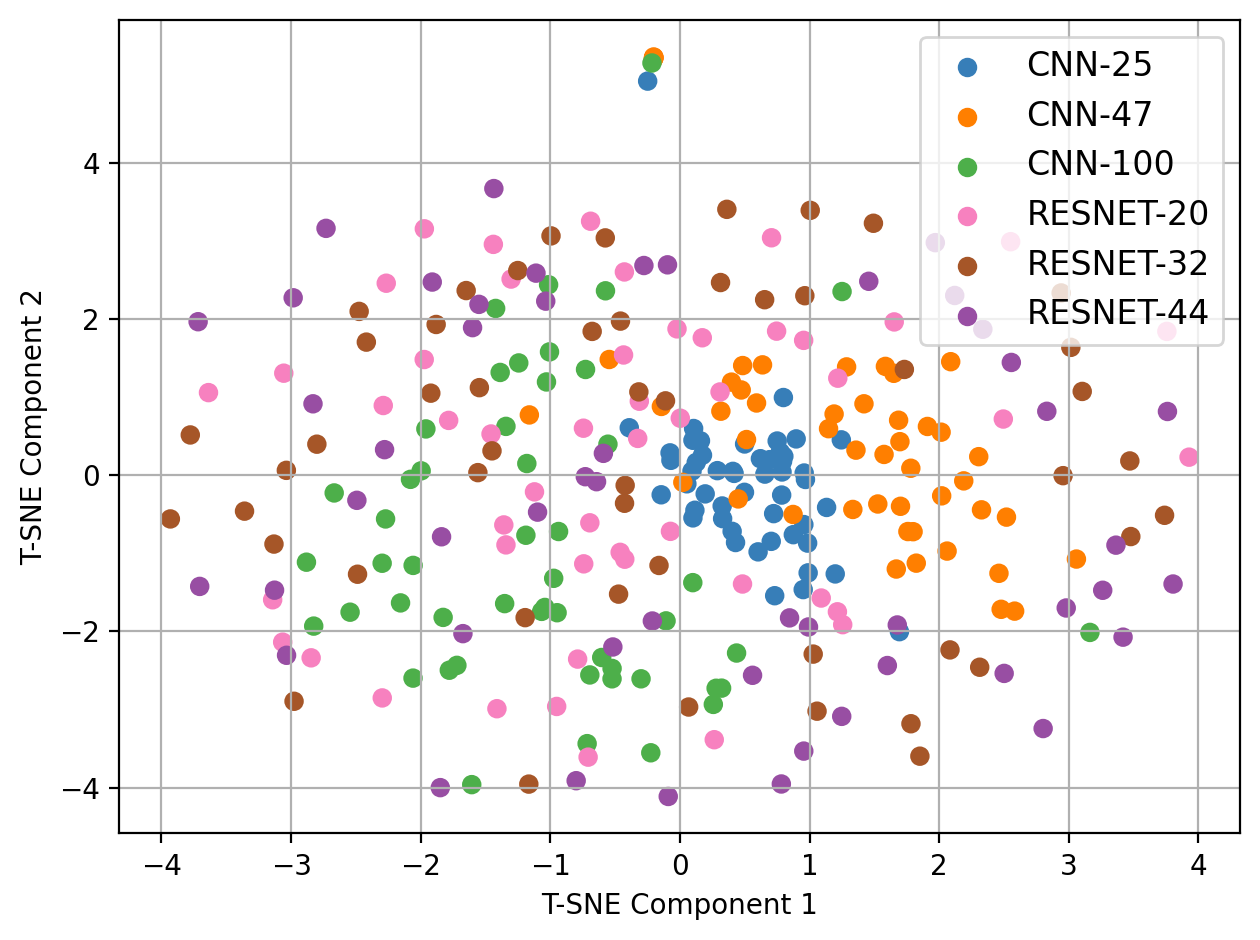 CNN-25
CNN-47
CNN-100
RESNET-20
RESNET-32
RESNET-44
4
2
0
−2
−4
T-SNE Component 2
−4
−3
−2
−1
0
1
2
3
4
T-SNE Component 1